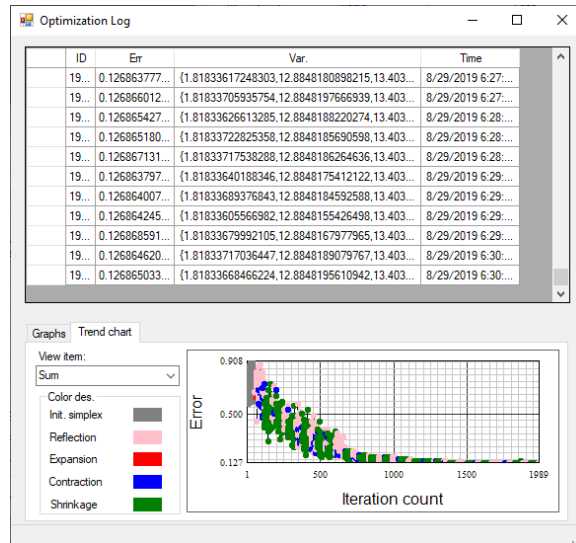 Optimization Log
ID Err Var. Time
19... 0.126863777... {1.81833617248303,12.8848180898215,13.403... 8/29/2019 6:27:...
19... 0.126866012... {1.81833705935754,12.8848197666939,13.403... 8/29/2019 6:27:...
19... 0.126865427... {1.81833626613285,12.8848188220274,13.403... 8/29/2019 6:28:...
19... 0.126865180... {1.81833722825358,12.8848185690598,13.403... 8/29/2019 6:28:...
19... 0.126867131... {1.81833717538288,12.8848186264636,13.403... 8/29/2019 6:28:...
19... 0.126863797... {1.81833640188346,12.8848175412122,13.403... 8/29/2019 6:29:...
19... 0.126864007... {1.81833689376843,12.8848184592588,13.403... 8/29/2019 6:29:...
19... 0.126864245... {1.81833605566982,12.8848155426498,13.403... 8/29/2019 6:29:...
19... 0.126868591... {1.81833679992105,12.8848167977965,13.403... 8/29/2019 6:29:...
19... 0.126864620... {1.81833717036447,12.8848189079767,13.403... 8/29/2019 6:30:...
19... 0.126865033... {1.81833668466224,12.8848195610942,13.403... 8/29/2019 6:30:...
Graphs Trend chart
View item:
Sum
Color des.
Init. simplex
Reflection
Expansion
Contraction
Shrinkage
Error
0.908
0.500
0.127
1 500 1000 1500 1989
Iteration count